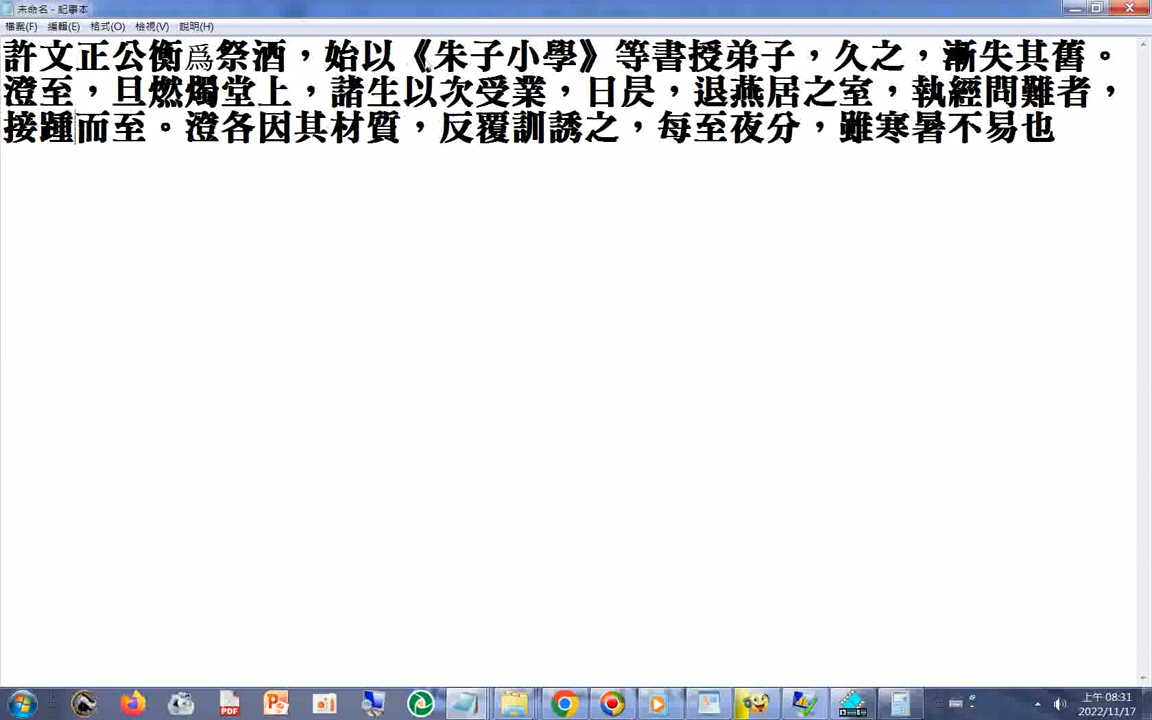 未命名 - 記事本
檔案(F) 編輯(E) 格式(O) 檢視(V) 說明(H)
許文正公衡爲祭酒，始以《朱子小學》等書授弟子，久之，漸失其舊。
澄至，旦燃燭堂上，諸生以次受業，日昃，退燕居之室，執經問難者，
接踵而至。澄各因其材質，反覆訓誘之，每至夜分，雖寒暑不易也
PDF
上午 08:31
2022/11/17